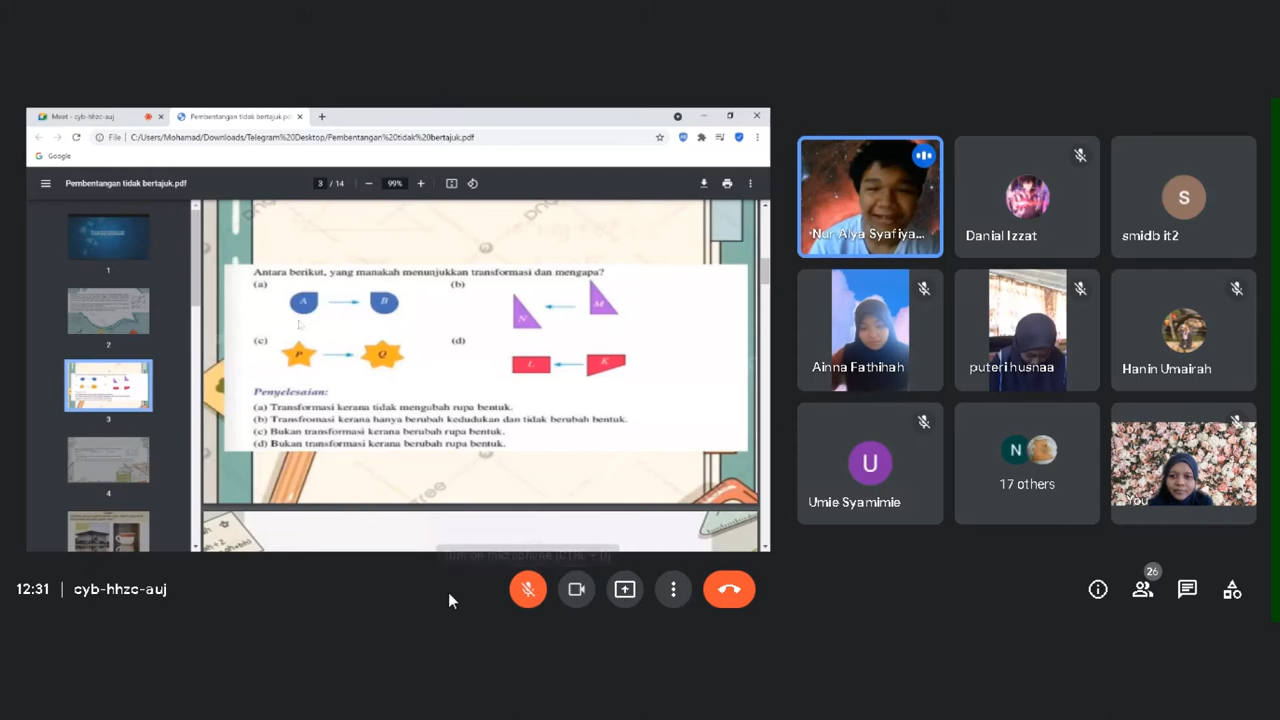 Meet - cyb-hhzc-auj
Pembentangan tidak bertajuk.pd
File | C:/Users/Mohamad/Downloads/Telegram%20Desktop/Pembentangan%20tidak%20bertajuk.pdf
Google
Pembentangan tidak bertajuk.pdf
3 / 14
99%
1
2
3
4
Antara berikut, yang manakah menunjukkan transformasi dan mengapa?
(a)
(b)
A
B
N
M
(c)
(d)
P
Q
L
K
Penyelesaian:
(a) Transformasi kerana tidak mengubah rupa bentuk.
(b) Transfromasi kerana hanya berubah kedudukan dan tidak berubah bentuk.
(c) Bukan transformasi kerana berubah rupa bentuk.
(d) Bukan transformasi kerana berubah rupa bentuk.
Nur Alya Syafiya...
Danial Izzat
S
smidb it2
Ainna Fathihah
puteri husnaa
Hanin Umairah
U
Umie Syamimie
N
17 others
You
12:31 | cyb-hhzc-auj
26